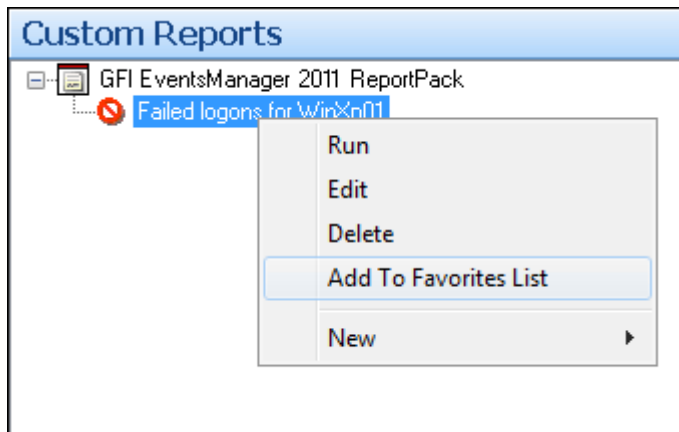 Custom Reports
GFI EventsManager 2011 ReportPack
Failed logons for WinXp01
Run
Edit
Delete
Add To Favorites List
New